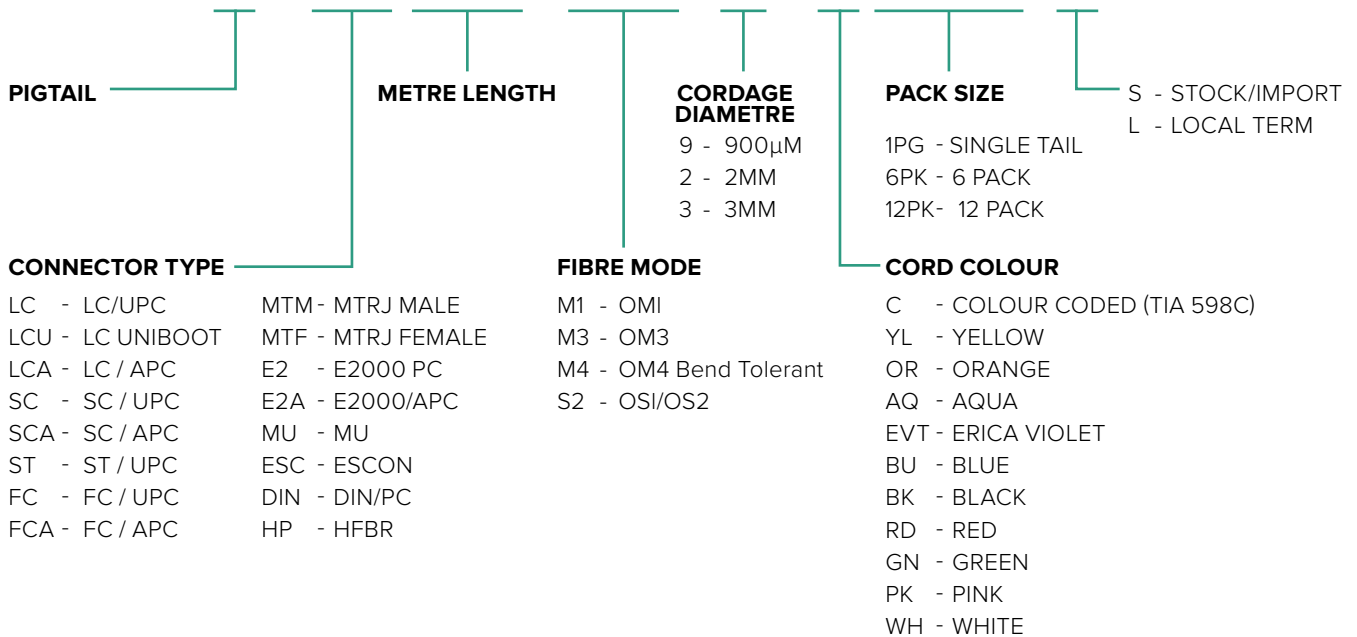 PIGTAIL
METRE LENGTH
CORDAGE
DIAMETRE
9 - 900µM
2 - 2MM
3 - 3MM
PACK SIZE
1PG - SINGLE TAIL
6PK - 6 PACK
12PK- 12 PACK
S - STOCK/IMPORT
L - LOCAL TERM
CONNECTOR TYPE
LC - LC/UPC
LCU - LC UNIBOOT
LCA - LC / APC
SC - SC / UPC
SCA - SC / APC
ST - ST / UPC
FC - FC / UPC
FCA - FC / APC
MTM - MTRJ MALE
MTF - MTRJ FEMALE
E2 - E2000 PC
E2A - E2000/APC
MU - MU
ESC - ESCON
DIN - DIN/PC
HP - HFBR
FIBRE MODE
M1 - OMI
M3 - OM3
M4 - OM4 Bend Tolerant
S2 - OSI/OS2
CORD COLOUR
C - COLOUR CODED (TIA 598C)
YL - YELLOW
OR - ORANGE
AQ - AQUA
EVT - ERICA VIOLET
BU - BLUE
BK - BLACK
RD - RED
GN - GREEN
PK - PINK
WH - WHITE